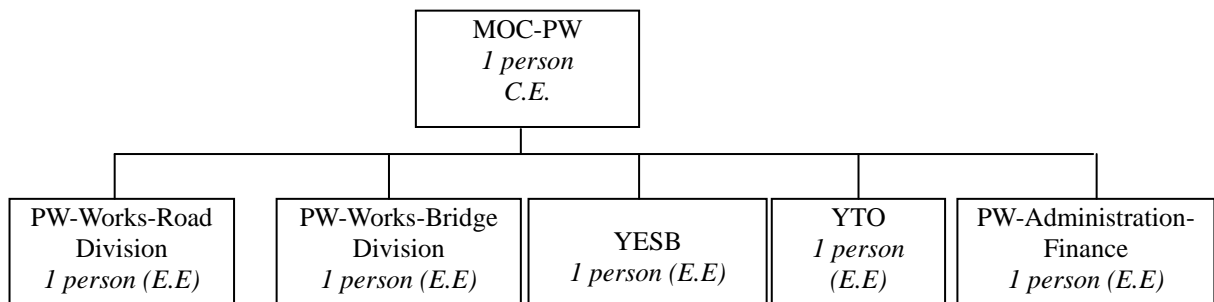 MOC-PW
1 person
C.E.
PW-Works-Road
Division
1 person (E.E)
PW-Works-Bridge
Division
1 person (E.E)
YESB
1 person (E.E)
YTO
1 person
(E.E)
PW-Administration-
Finance
1 person (E.E)